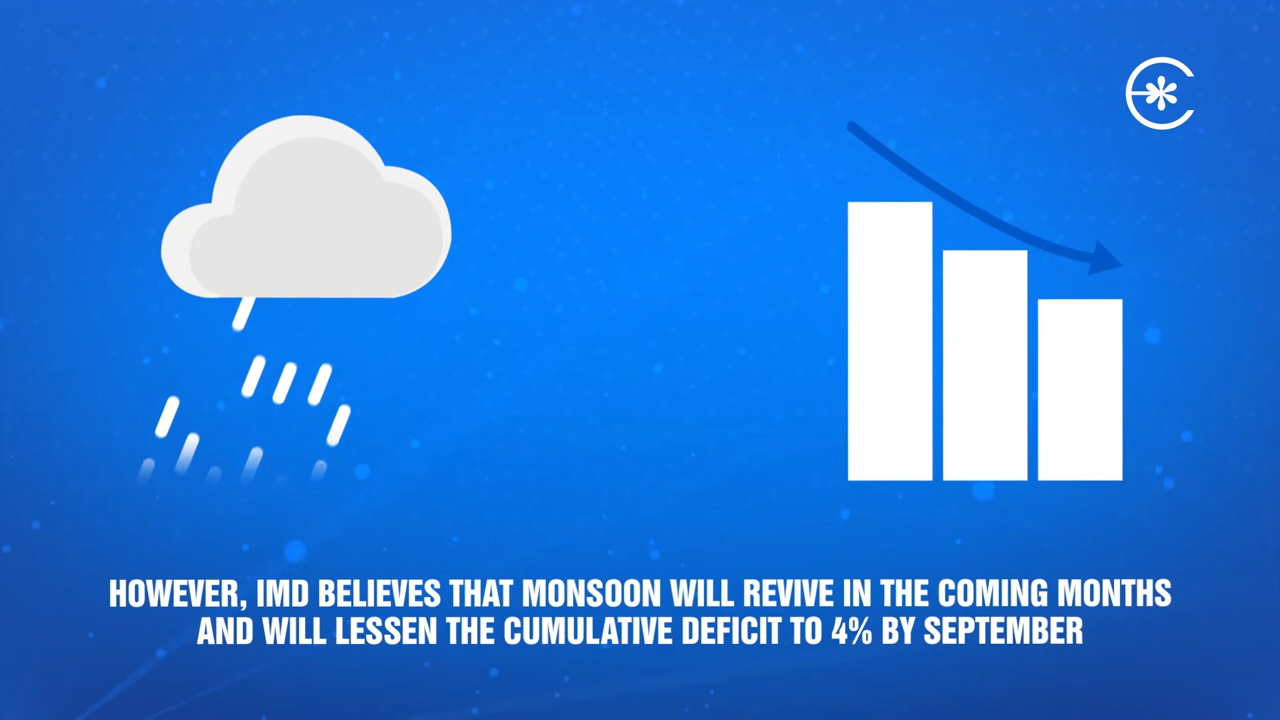 HOWEVER, IMD BELIEVES THAT MONSOON WILL REVIVE IN THE COMING MONTHS
AND WILL LESSEN THE CUMULATIVE DEFICIT TO 4% BY SEPTEMBER